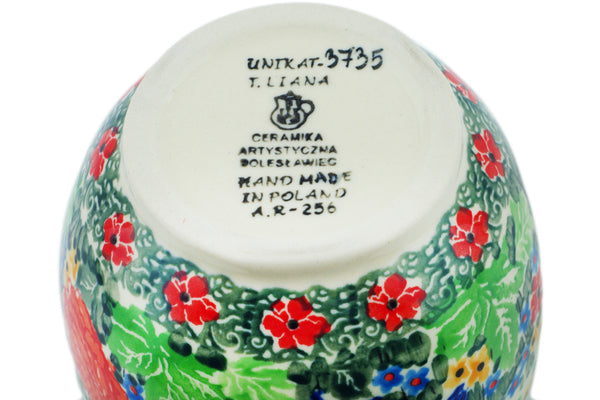 UNIKAT-3735
T. LIANA
CERAMIKA
ARTYSTYCZNA
BOLESŁAWIEC
HAND MADE
IN POLAND
A.R-256